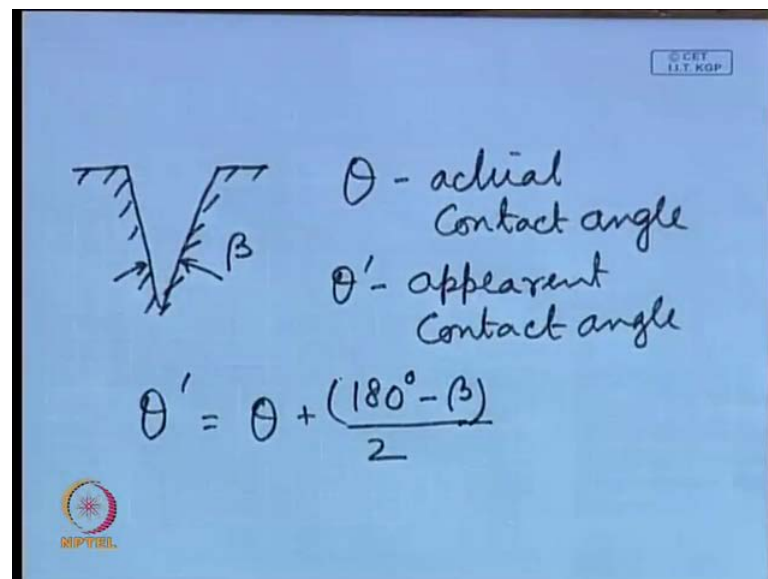 © CET
I.I.T. KGP
θ - actual
Contact angle
β
θ' - appearent
Contact angle
θ' = θ + (180° - β) / 2
NPTEL